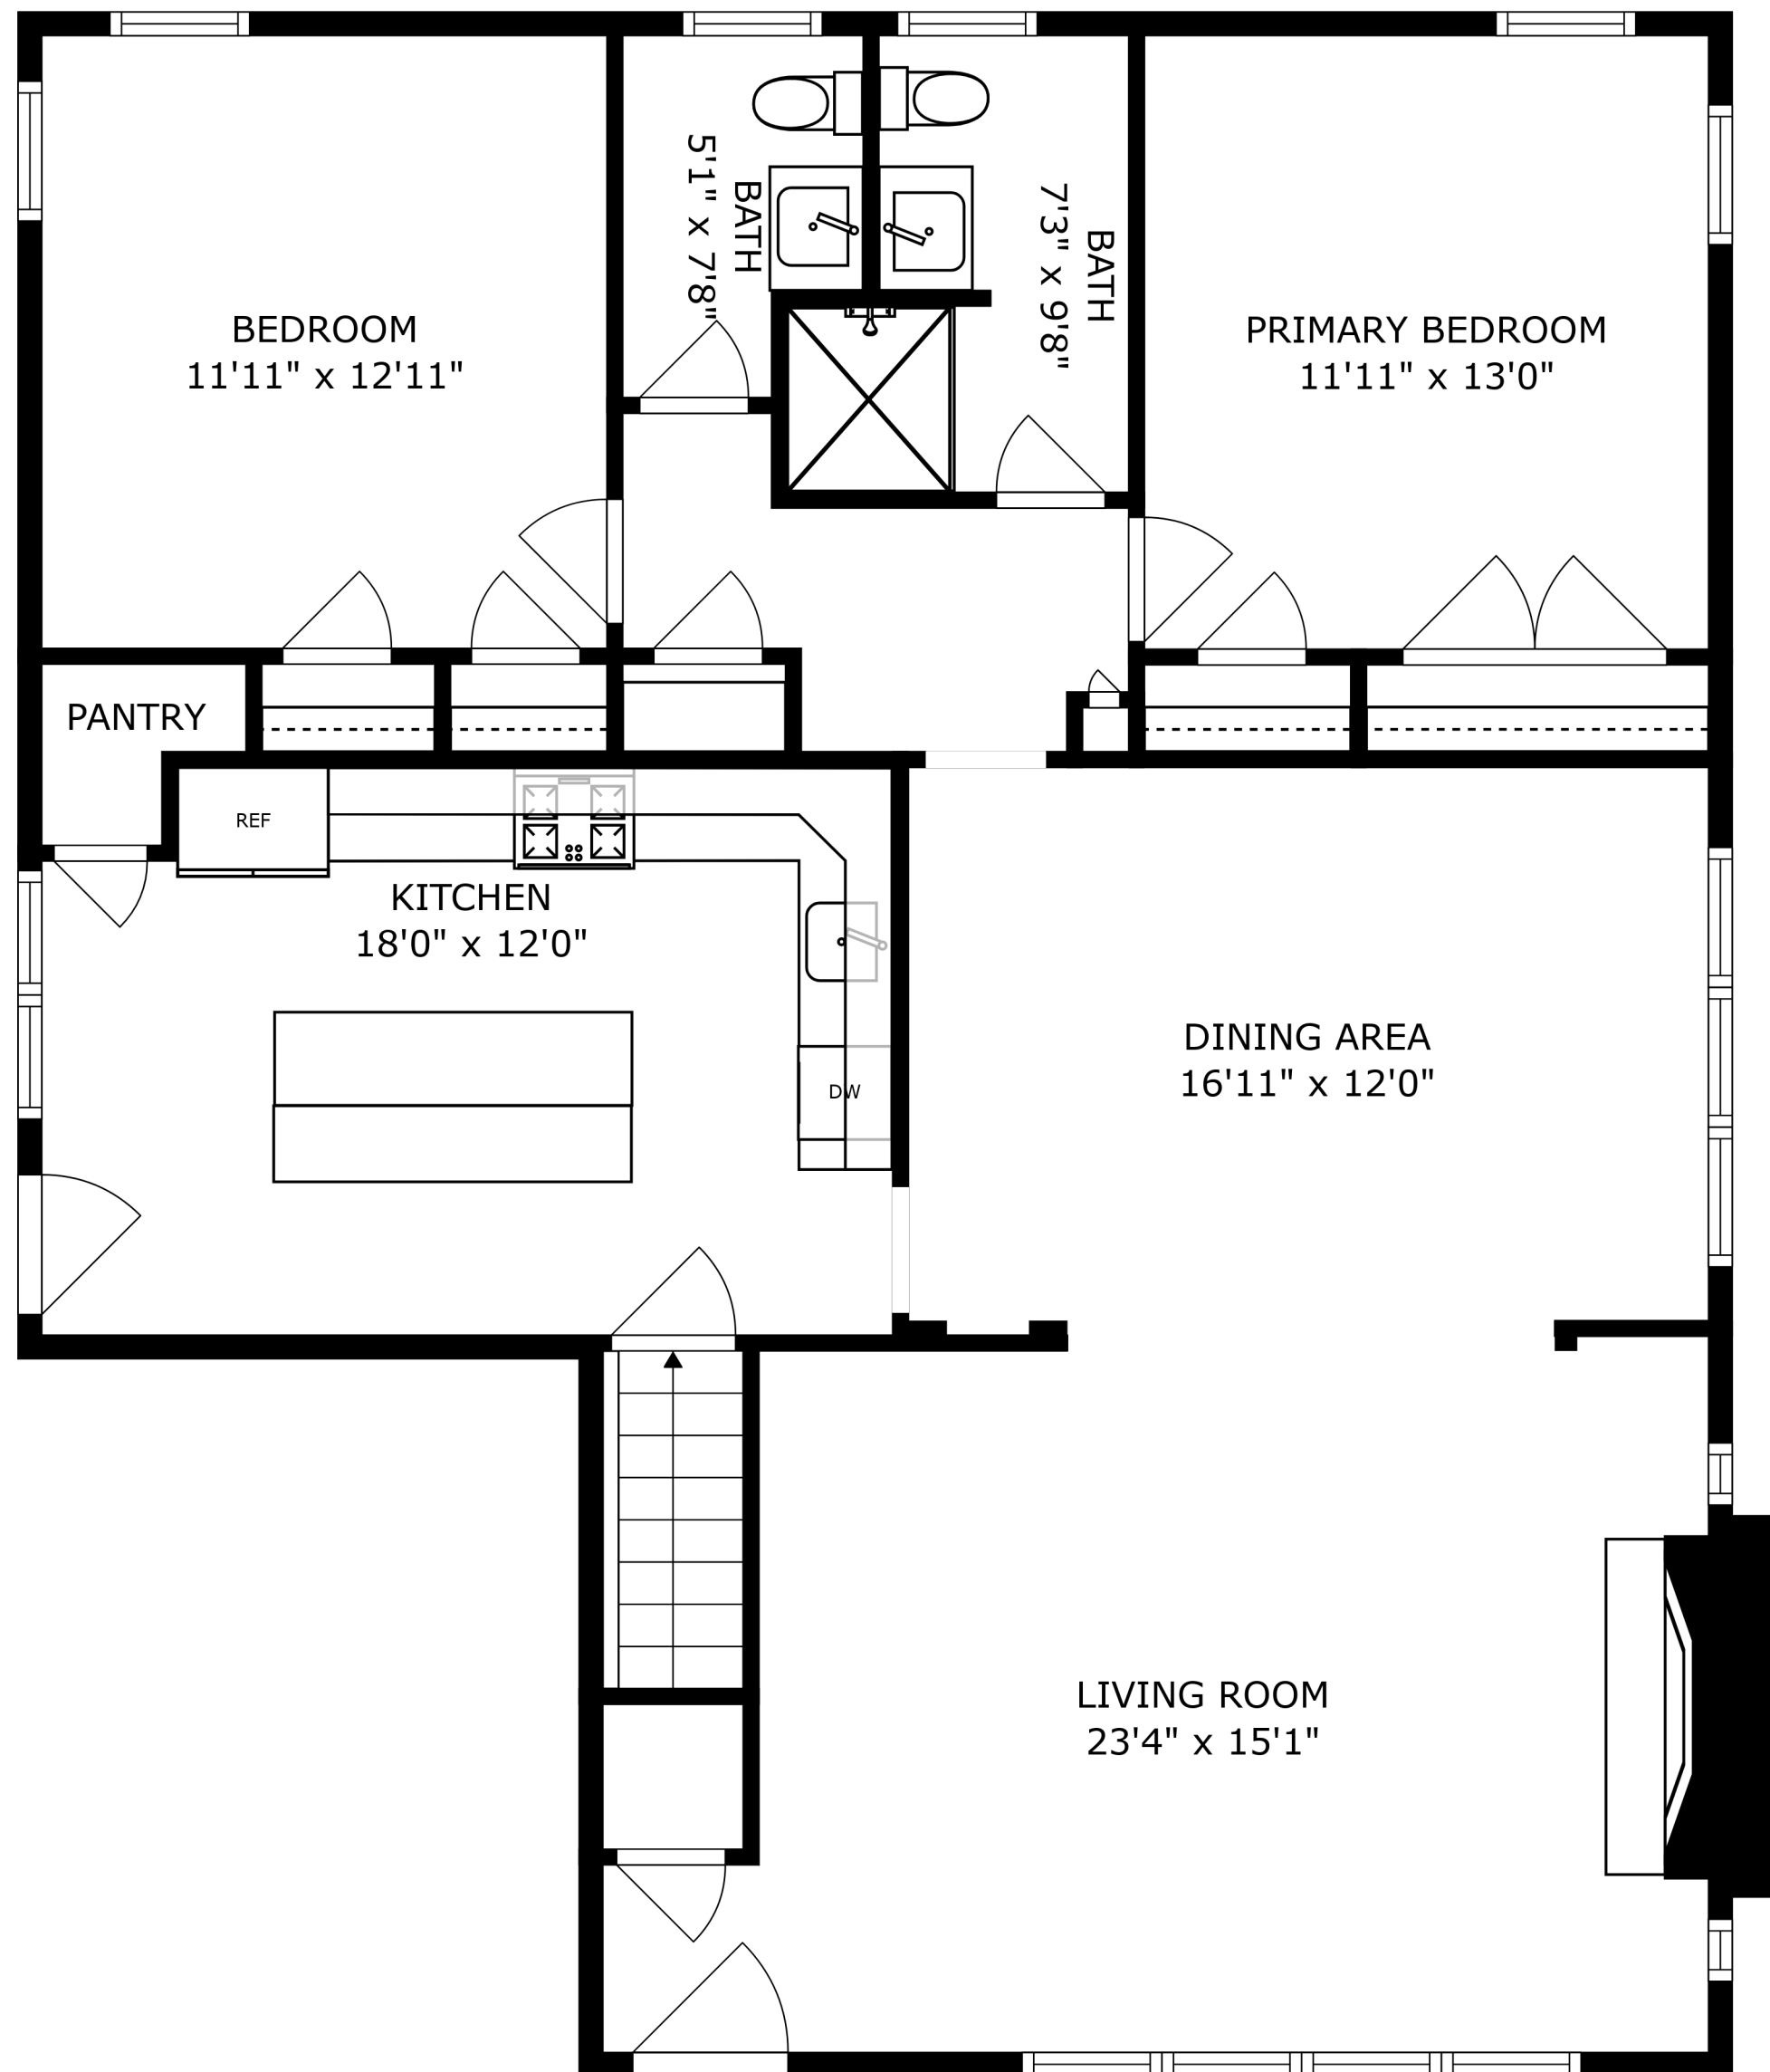 BATH
5'1" x 7'8"
BATH
7'3" x 9'8"
BEDROOM
11'11" x 12'11"
PRIMARY BEDROOM
11'11" x 13'0"
PANTRY
REF
KITCHEN
18'0" x 12'0"
DINING AREA
16'11" x 12'0"
DW
LIVING ROOM
23'4" x 15'1"